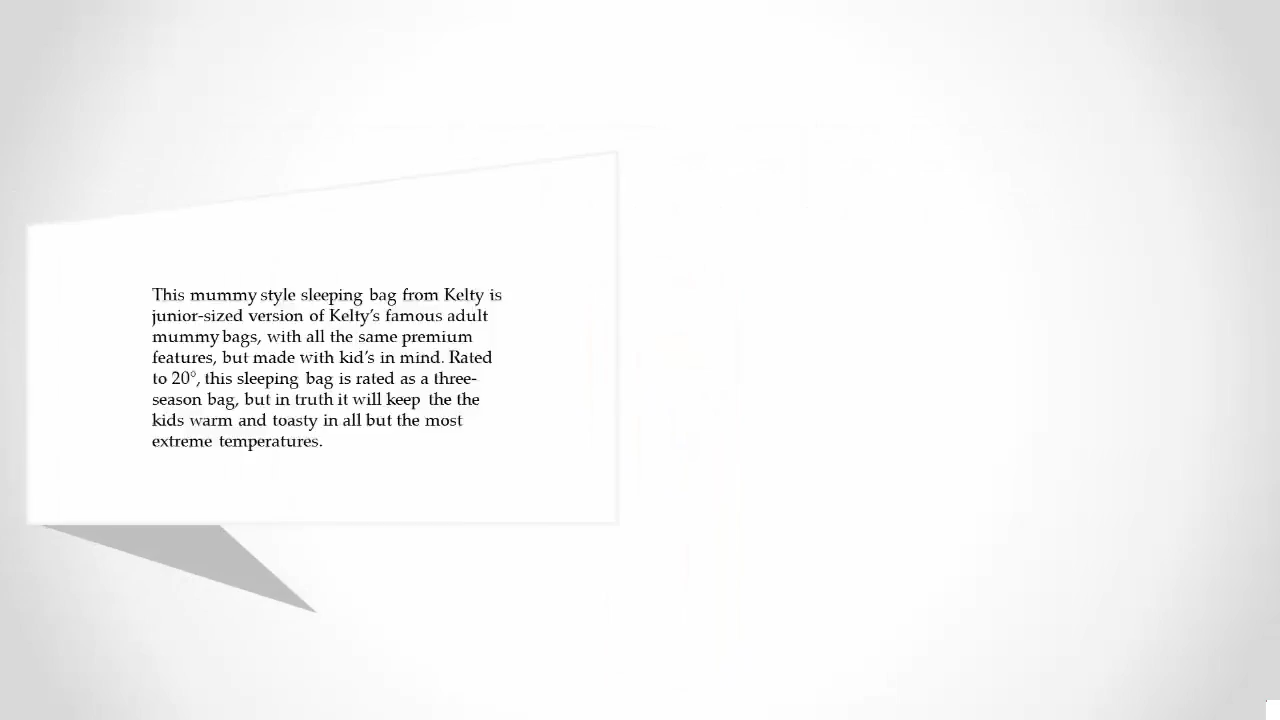 This mummy style sleeping bag from Kelty is
junior-sized version of Kelty’s famous adult
mummy bags, with all the same premium
features, but made with kid’s in mind. Rated
to 20°, this sleeping bag is rated as a three-
season bag, but in truth it will keep the the
kids warm and toasty in all but the most
extreme temperatures.